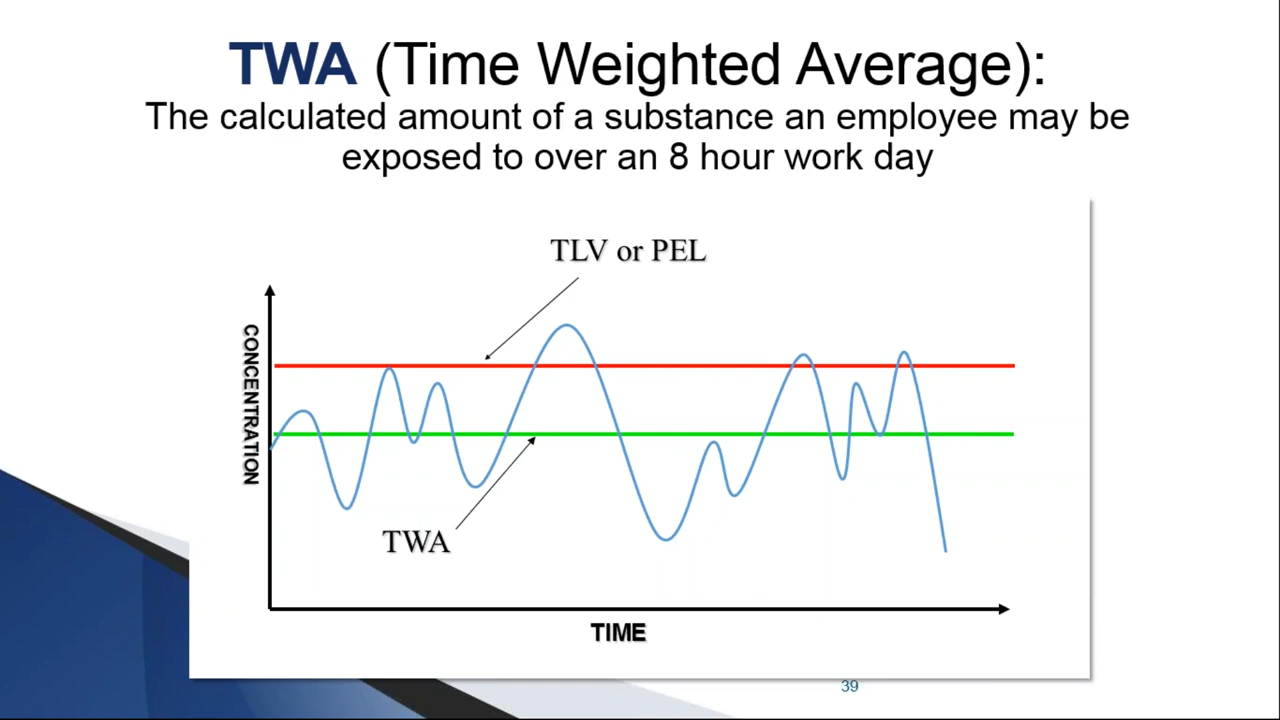 TWA (Time Weighted Average):
The calculated amount of a substance an employee may be
exposed to over an 8 hour work day
TLV or PEL
CONCENTRATION
TWA
TIME
39